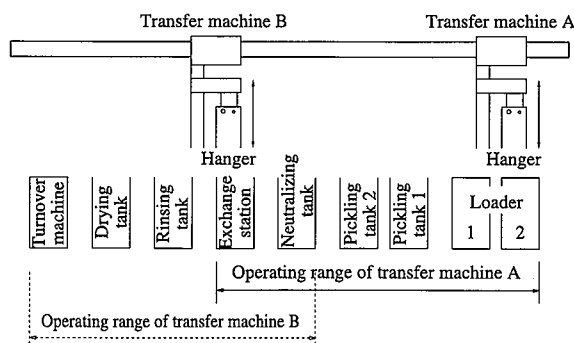 Transfer machine B
Transfer machine A
Hanger
Hanger
Turnover
machine
Drying
tank
Rinsing
tank
Exchange
station
Neutralizing
tank
Pickling
tank 2
Pickling
tank 1
Loader
1
2
Operating range of transfer machine A
Operating range of transfer machine B